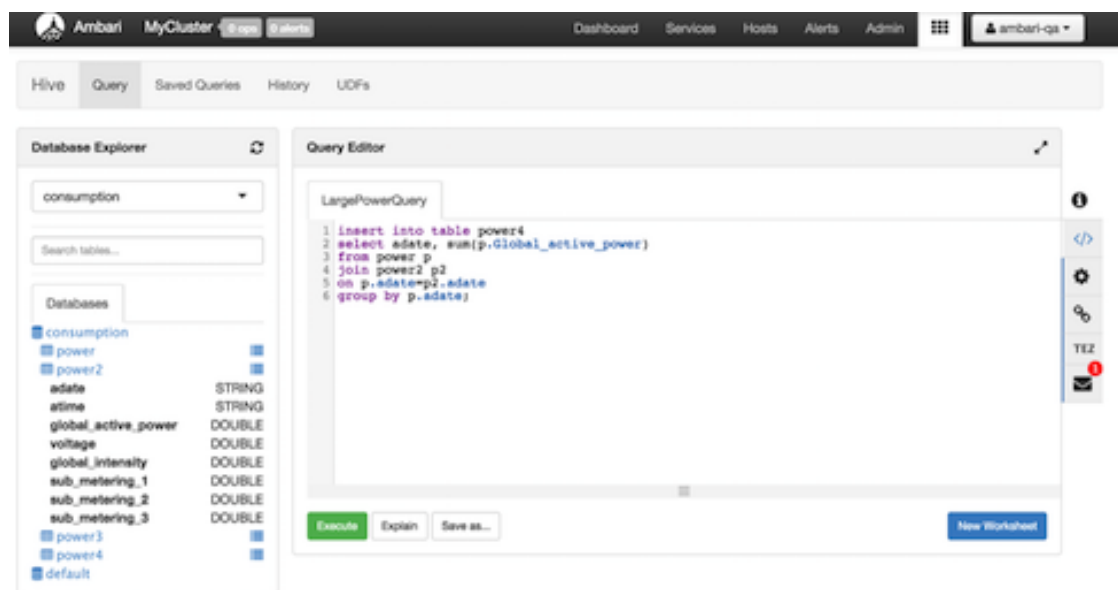 Ambari MyCluster 0 ops 0 alerts Dashboard Services Hosts Alerts Admin ambari-qa
Hive Query Saved Queries History UDFs
Database Explorer
consumption
Search tables...
Databases
consumption
power
power2
adate STRING
atime STRING
global_active_power DOUBLE
voltage DOUBLE
global_intensity DOUBLE
sub_metering_1 DOUBLE
sub_metering_2 DOUBLE
sub_metering_3 DOUBLE
power3
power4
default
Query Editor
LargePowerQuery
1 insert into table power4
2 select adate, sum(p.Global_active_power)
3 from power p
4 join power2 p2
5 on p.adate=p2.adate
6 group by p.adate;
Execute Explain Save as... New Worksheet
TEZ
1